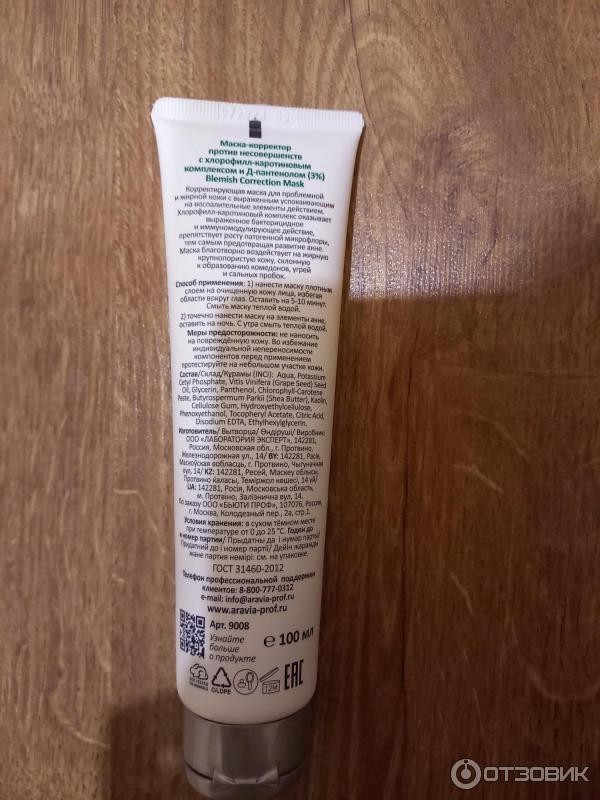 Маска-корректор
против несовершенств
с хлорофилл-каротиновым
комплексом и Д-пантенолом (3%)
Blemish Correction Mask
Корректирующая маска для проблемной
и жирной кожи с выраженным успокаивающим
на воспалительные элементы действием.
Хлорофилл-каротиновый комплекс оказывает
выраженное бактерицидное
и иммуномодулирующее действие,
препятствует росту патогенной микрофлоры,
тем самым предотвращая развитие акне.
Маска благотворно воздействует на жирную
крупнопористую кожу, склонную
к образованию комедонов, угрей
и сальных пробок.
Способ применения: 1) нанести маску плотным
слоем на очищенную кожу лица, избегая
области вокруг глаз. Оставить на 5-10 минут.
Смыть маску теплой водой.
2) точечно нанести маску на элементы акне,
оставить на ночь. С утра смыть теплой водой.
Меры предосторожности: не наносить
на повреждённую кожу. Во избежание
индивидуальной непереносимости
компонентов перед применением
протестируйте на небольшом участке кожи.
Состав/Склад/Курамы (INCI): Aqua, Potassium
Cetyl Phosphate, Vitis Vinifera (Grape Seed) Seed
Oil, Glycerin, Panthenol, Chlorophyll-Carotene
Paste, Butyrospermum Parkii (Shea Butter), Kaolin,
Cellulose Gum, Hydroxyethylcellulose,
Phenoxyethanol, Tocopheryl Acetate, Citric Acid,
Disodium EDTA, Ethylhexylglycerin.
Изготовитель/ Вытворца/ Өндіруші/ Виробник:
ООО «ЛАБОРАТОРИЯ ЭКСПЕРТ», 142281,
Россия, Московская обл., г. Протвино,
Железнодорожная ул., 14/ BY: 142281, Расія,
Маскоўская вобласць, г. Протвино, Чыгуначная
вул, 14/ KZ: 142281, Ресей, Маскеу облысы,
Протвино каласы, Теміржол көшесі, 14 уй/
UA: 142281, Росія, Московська область,
м. Протвіно, Залізнична вул, 14.
По заказу ООО «БЬЮТИ ПРОФ», 107076, Россия,
г. Москва, Колодезный пер., 2а, стр.1.
Условия хранения: в сухом тёмном месте
при температуре от 0 до 25 °С. Годен до
и номер партии/ Прыдатны да і нумар партыі/
Придатний до і номер партії/ Дейін жарамды
және партия нөмірі: см. на упаковке.
ГОСТ 31460-2012
Телефон профессиональной поддержки
клиентов: 8-800-777-0312
e-mail: info@aravia-prof.ru
www.aravia-prof.ru
Арт. 9008
Узнайте
больше
о продукте
e 100 мл
C/LDPE
12M
EAC
ОТЗОВИК